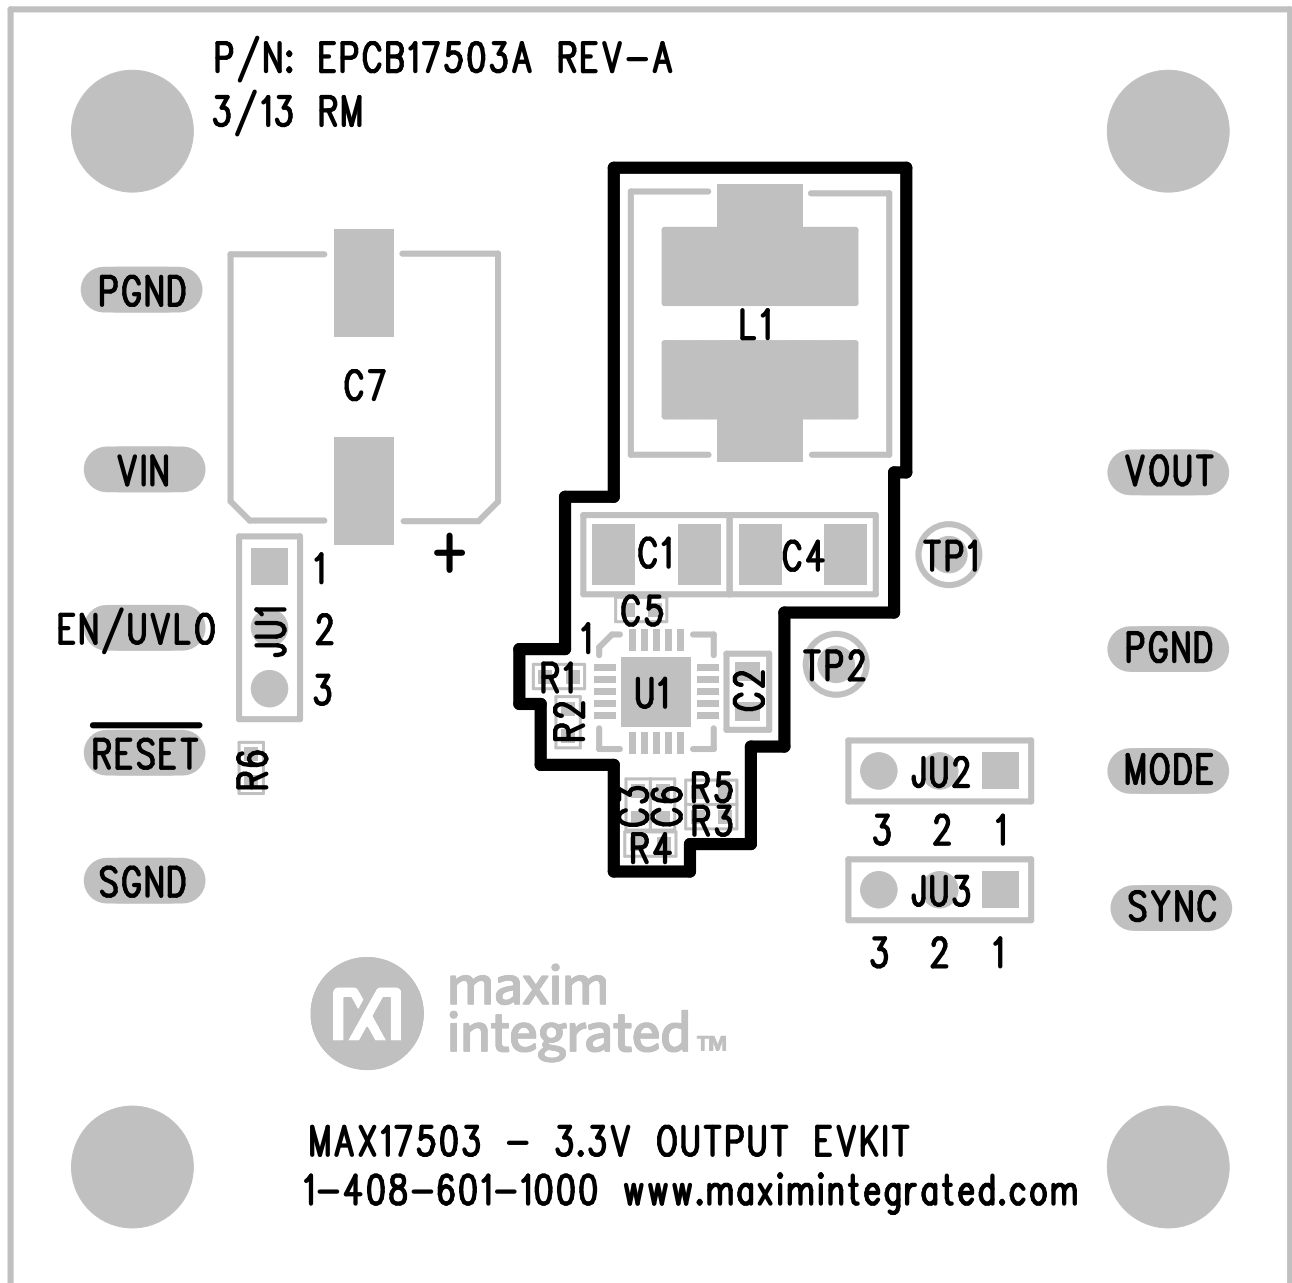 P/N: EPCB17503A REV-A
3/13 RM
PGND
L1
C7
VIN
VOUT
+
C1
C4
TP1
1
C5
EN/UVLO
JU1
2
1
PGND
R1
TP2
3
U1
C2
R2
RESET
R6
JU2
MODE
C3
C6
R5
R3
3 2 1
R4
SGND
JU3
SYNC
3 2 1
maxim
integrated™
MAX17503 - 3.3V OUTPUT EVKIT
1-408-601-1000 www.maximintegrated.com